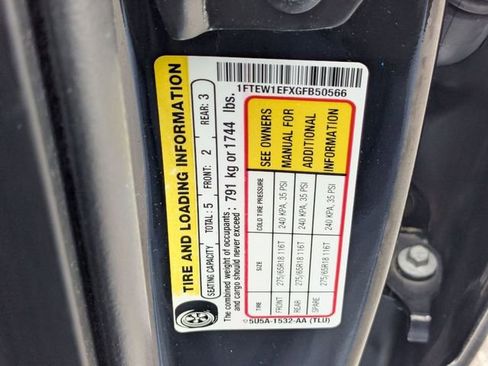 TIRE AND LOADING INFORMATION
SEATING CAPACITY TOTAL: 5 FRONT: 2 REAR: 3
The combined weight of occupants
and cargo should never exceed: 791 kg or 1744 lbs.
TIRE SIZE COLD TIRE PRESSURE SEE OWNERS
FRONT 275/65R18 116T 240 KPA, 35 PSI MANUAL FOR
REAR 275/65R18 116T 240 KPA, 35 PSI ADDITIONAL
SPARE 275/65R18 116T 240 KPA, 35 PSI INFORMATION
5U5A-1532-AA (TLU)
1FTEW1EFXGFB50566